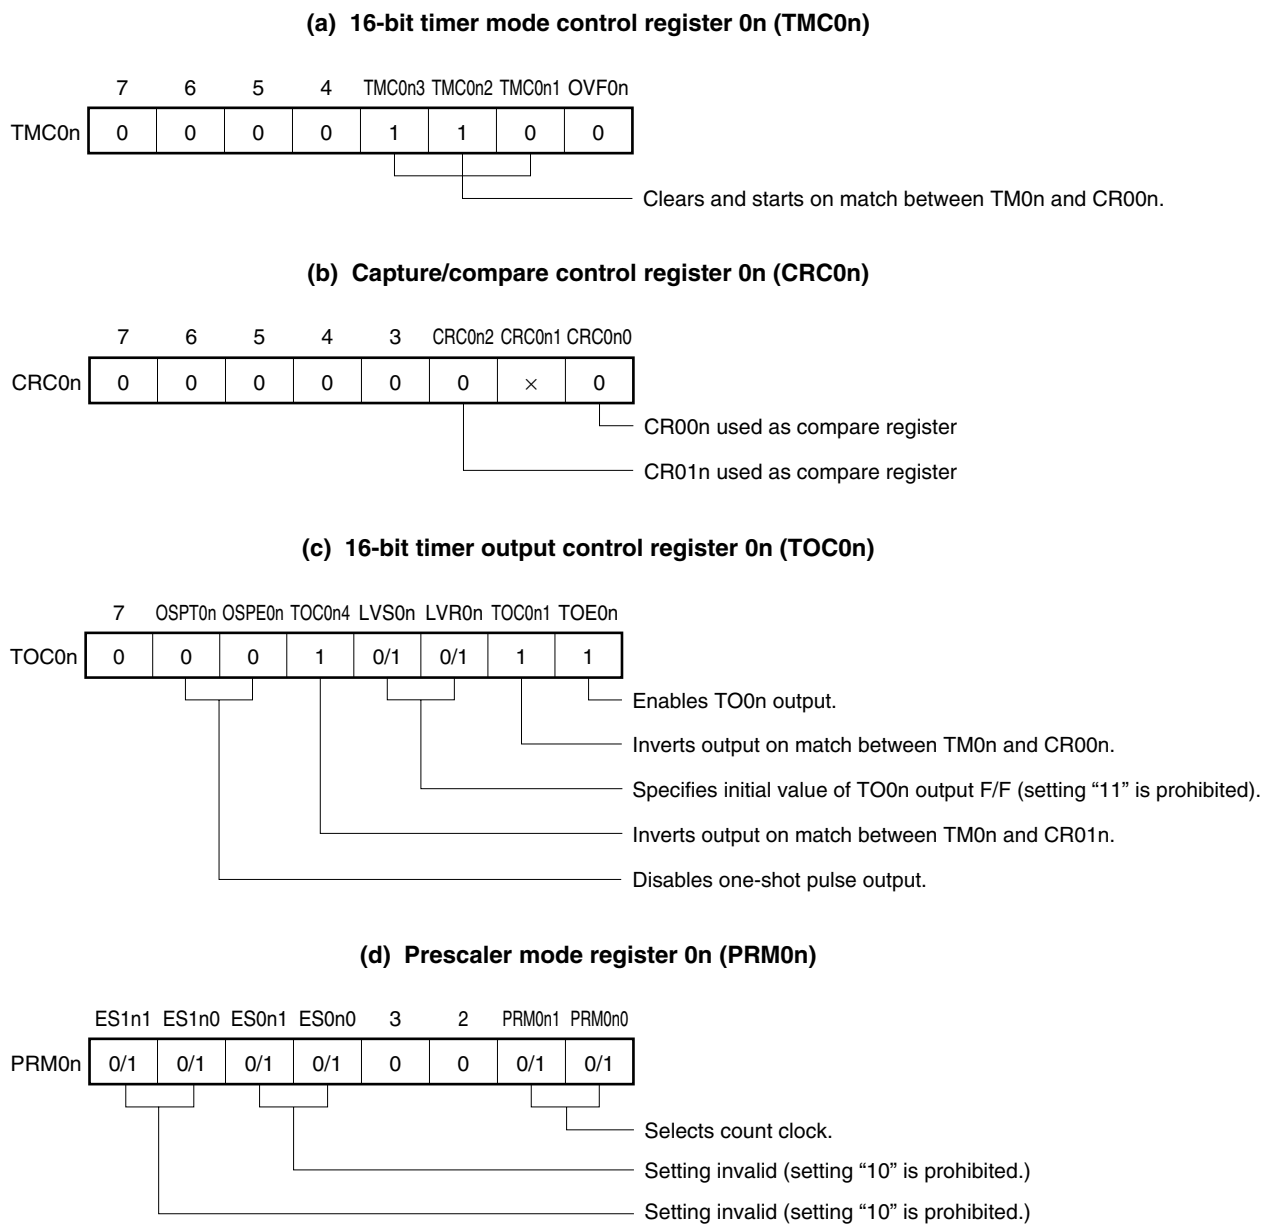 (a) 16-bit timer mode control register 0n (TMC0n)
7 6 5 4 TMC0n3 TMC0n2 TMC0n1 OVF0n
TMC0n 0 0 0 0 1 1 0 0
Clears and starts on match between TM0n and CR00n.
(b) Capture/compare control register 0n (CRC0n)
7 6 5 4 3 CRC0n2 CRC0n1 CRC0n0
CRC0n 0 0 0 0 0 0 × 0
CR00n used as compare register
CR01n used as compare register
(c) 16-bit timer output control register 0n (TOC0n)
7 OSPT0n OSPE0n TOC0n4 LVS0n LVR0n TOC0n1 TOE0n
TOC0n 0 0 0 1 0/1 0/1 1 1
Enables TO0n output.
Inverts output on match between TM0n and CR00n.
Specifies initial value of TO0n output F/F (setting “11” is prohibited).
Inverts output on match between TM0n and CR01n.
Disables one-shot pulse output.
(d) Prescaler mode register 0n (PRM0n)
ES1n1 ES1n0 ES0n1 ES0n0 3 2 PRM0n1 PRM0n0
PRM0n 0/1 0/1 0/1 0/1 0 0 0/1 0/1
Selects count clock.
Setting invalid (setting “10” is prohibited.)
Setting invalid (setting “10” is prohibited.)